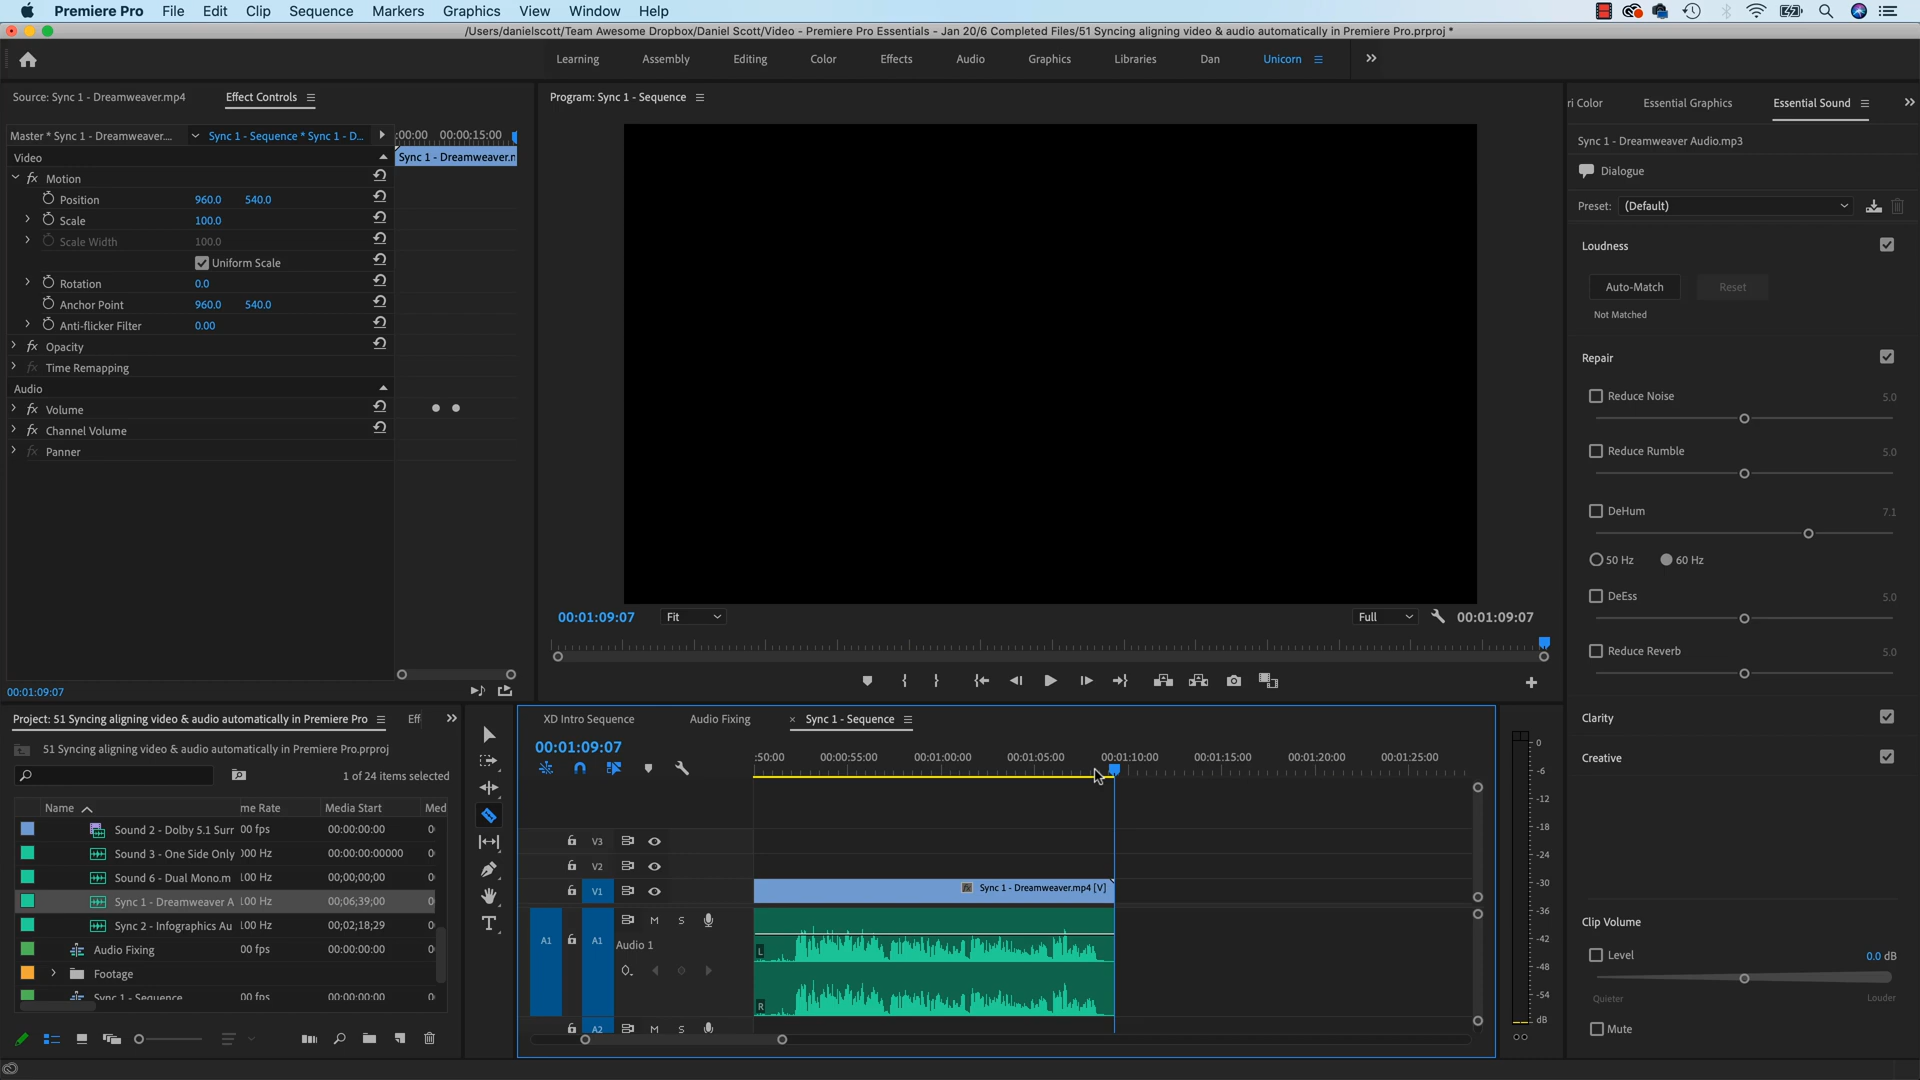 Premiere Pro File Edit Clip Sequence Markers Graphics View Window Help
/Users/danielscott/Team Awesome Dropbox/Daniel Scott/Video - Premiere Pro Essentials - Jan 20/6 Completed Files/51 Syncing aligning video & audio automatically in Premiere Pro.prproj *
Learning Assembly Editing Color Effects Audio Graphics Libraries Dan Unicorn
Source: Sync 1 - Dreamweaver.mp4 Effect Controls
Master * Sync 1 - Dreamweaver.... Sync 1 - Sequence * Sync 1 - D... :00:00 00:00:15:00
Video
Sync 1 - Dreamweaver.m
Motion
Position 960.0 540.0
Scale 100.0
Scale Width 100.0
Uniform Scale
Rotation 0.0
Anchor Point 960.0 540.0
Anti-flicker Filter 0.00
Opacity
Time Remapping
Audio
Volume
Channel Volume
Panner
00:01:09:07
Program: Sync 1 - Sequence
00:01:09:07 Fit Full 00:01:09:07
ri Color Essential Graphics Essential Sound
Sync 1 - Dreamweaver Audio.mp3
Dialogue
Preset: (Default)
Loudness
Auto-Match Reset
Not Matched
Repair
Reduce Noise 5.0
Reduce Rumble 5.0
DeHum 7.1
50 Hz 60 Hz
DeEss 5.0
Reduce Reverb 5.0
Clarity
Creative
Clip Volume
Level 0.0 dB
Quieter Louder
Mute
Project: 51 Syncing aligning video & audio automatically in Premiere Pro Eff
51 Syncing aligning video & audio automatically in Premiere Pro.prproj
1 of 24 items selected
Name me Rate Media Start Med
Sound 2 - Dolby 5.1 Surr 00 fps 00:00:00:00 0
Sound 3 - One Side Only 000 Hz 00:00:00:00000 0
Sound 6 - Dual Mono.m 100 Hz 00;00;00;00 0
Sync 1 - Dreamweaver A 100 Hz 00;06;39;00 0
Sync 2 - Infographics Au 100 Hz 00;02;18;29 0
Audio Fixing 00 fps 00:00:00:00 0
Footage
Sync 1 - Sequence 00 fps 00:00:00:00 0
XD Intro Sequence Audio Fixing × Sync 1 - Sequence
00:01:09:07
:50:00 00:00:55:00 00:01:00:00 00:01:05:00 00:01:10:00 00:01:15:00 00:01:20:00 00:01:25:00
V3
V2
V1
fx Sync 1 - Dreamweaver.mp4 [V]
A1 A1 M S
Audio 1
L
R
A2 M S
0
-6
-12
-18
-24
-30
-36
-42
-48
-54
dB